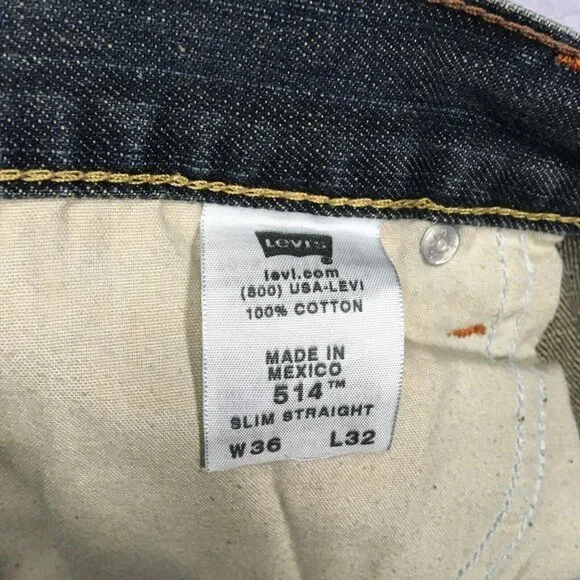 Levi's
levi.com
(800) USA-LEVI
100% COTTON
MADE IN
MEXICO
514™
SLIM STRAIGHT
W36 L32